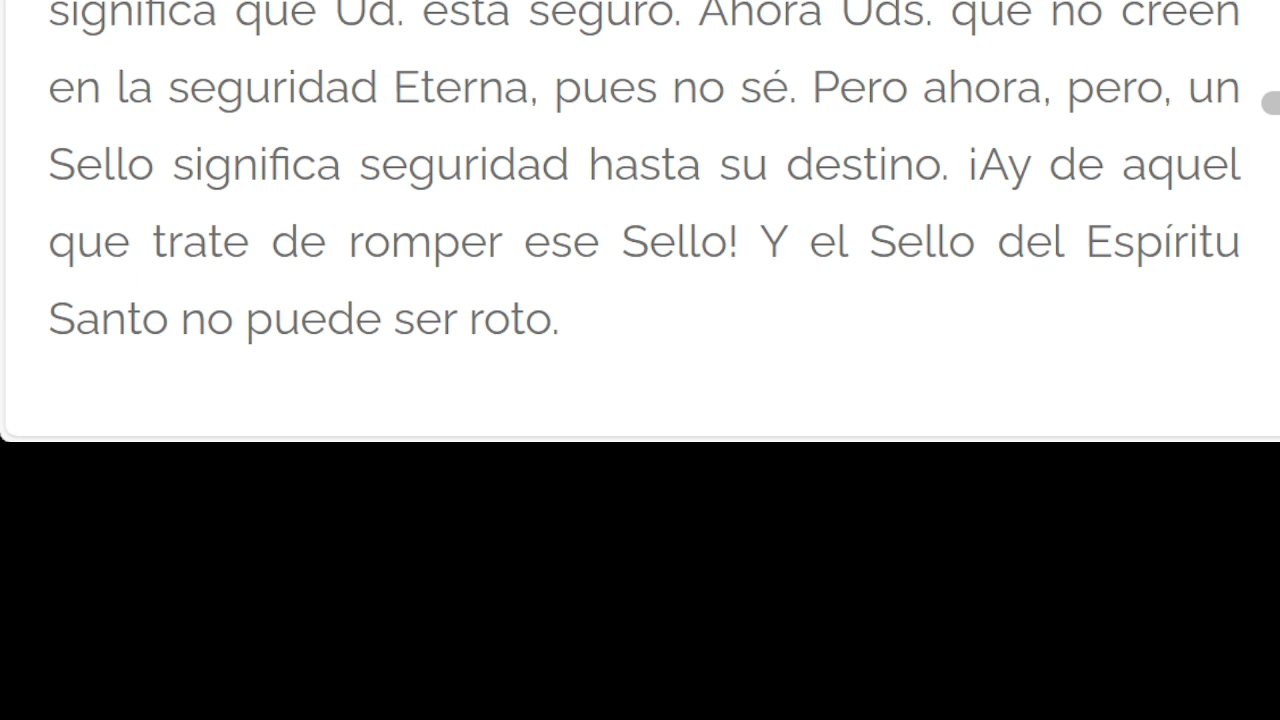 significa que Ud. está seguro. Ahora Uds. que no creen
en la seguridad Eterna, pues no sé. Pero ahora, pero, un
Sello significa seguridad hasta su destino. ¡Ay de aquel
que trate de romper ese Sello! Y el Sello del Espíritu
Santo no puede ser roto.